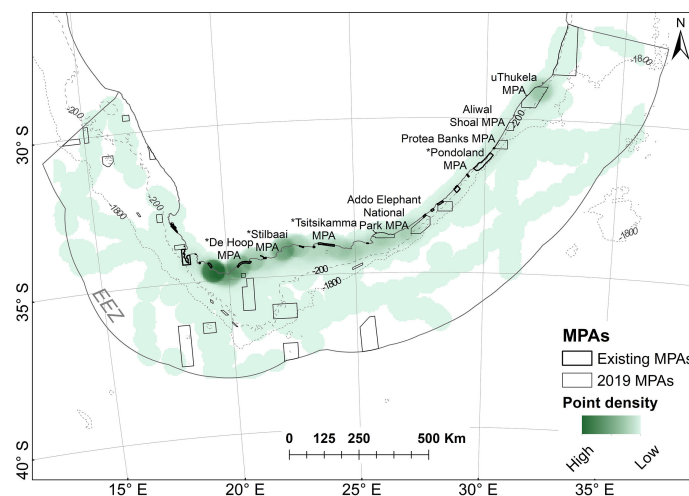 N
uThukela
MPA
Aliwal
Shoal MPA
Protea Banks MPA
*Pondoland
MPA
Addo Elephant
National
Park MPA
*Tsitsikamma
MPA
*Stilbaai
MPA
*De Hoop
MPA
-200
-200
-200
-200
-1800
-1800
-1800
-1800
EEZ
30° S
35° S
40° S
MPAs
Existing MPAs
2019 MPAs
Point density
High
Low
0 125 250 500 Km
15° E 20° E 25° E 30° E 35° E